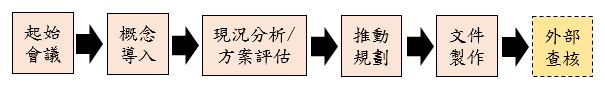 起始
會議
概念
導入
現況分析/
方案評估
推動
規劃
文件
製作
外部
查核